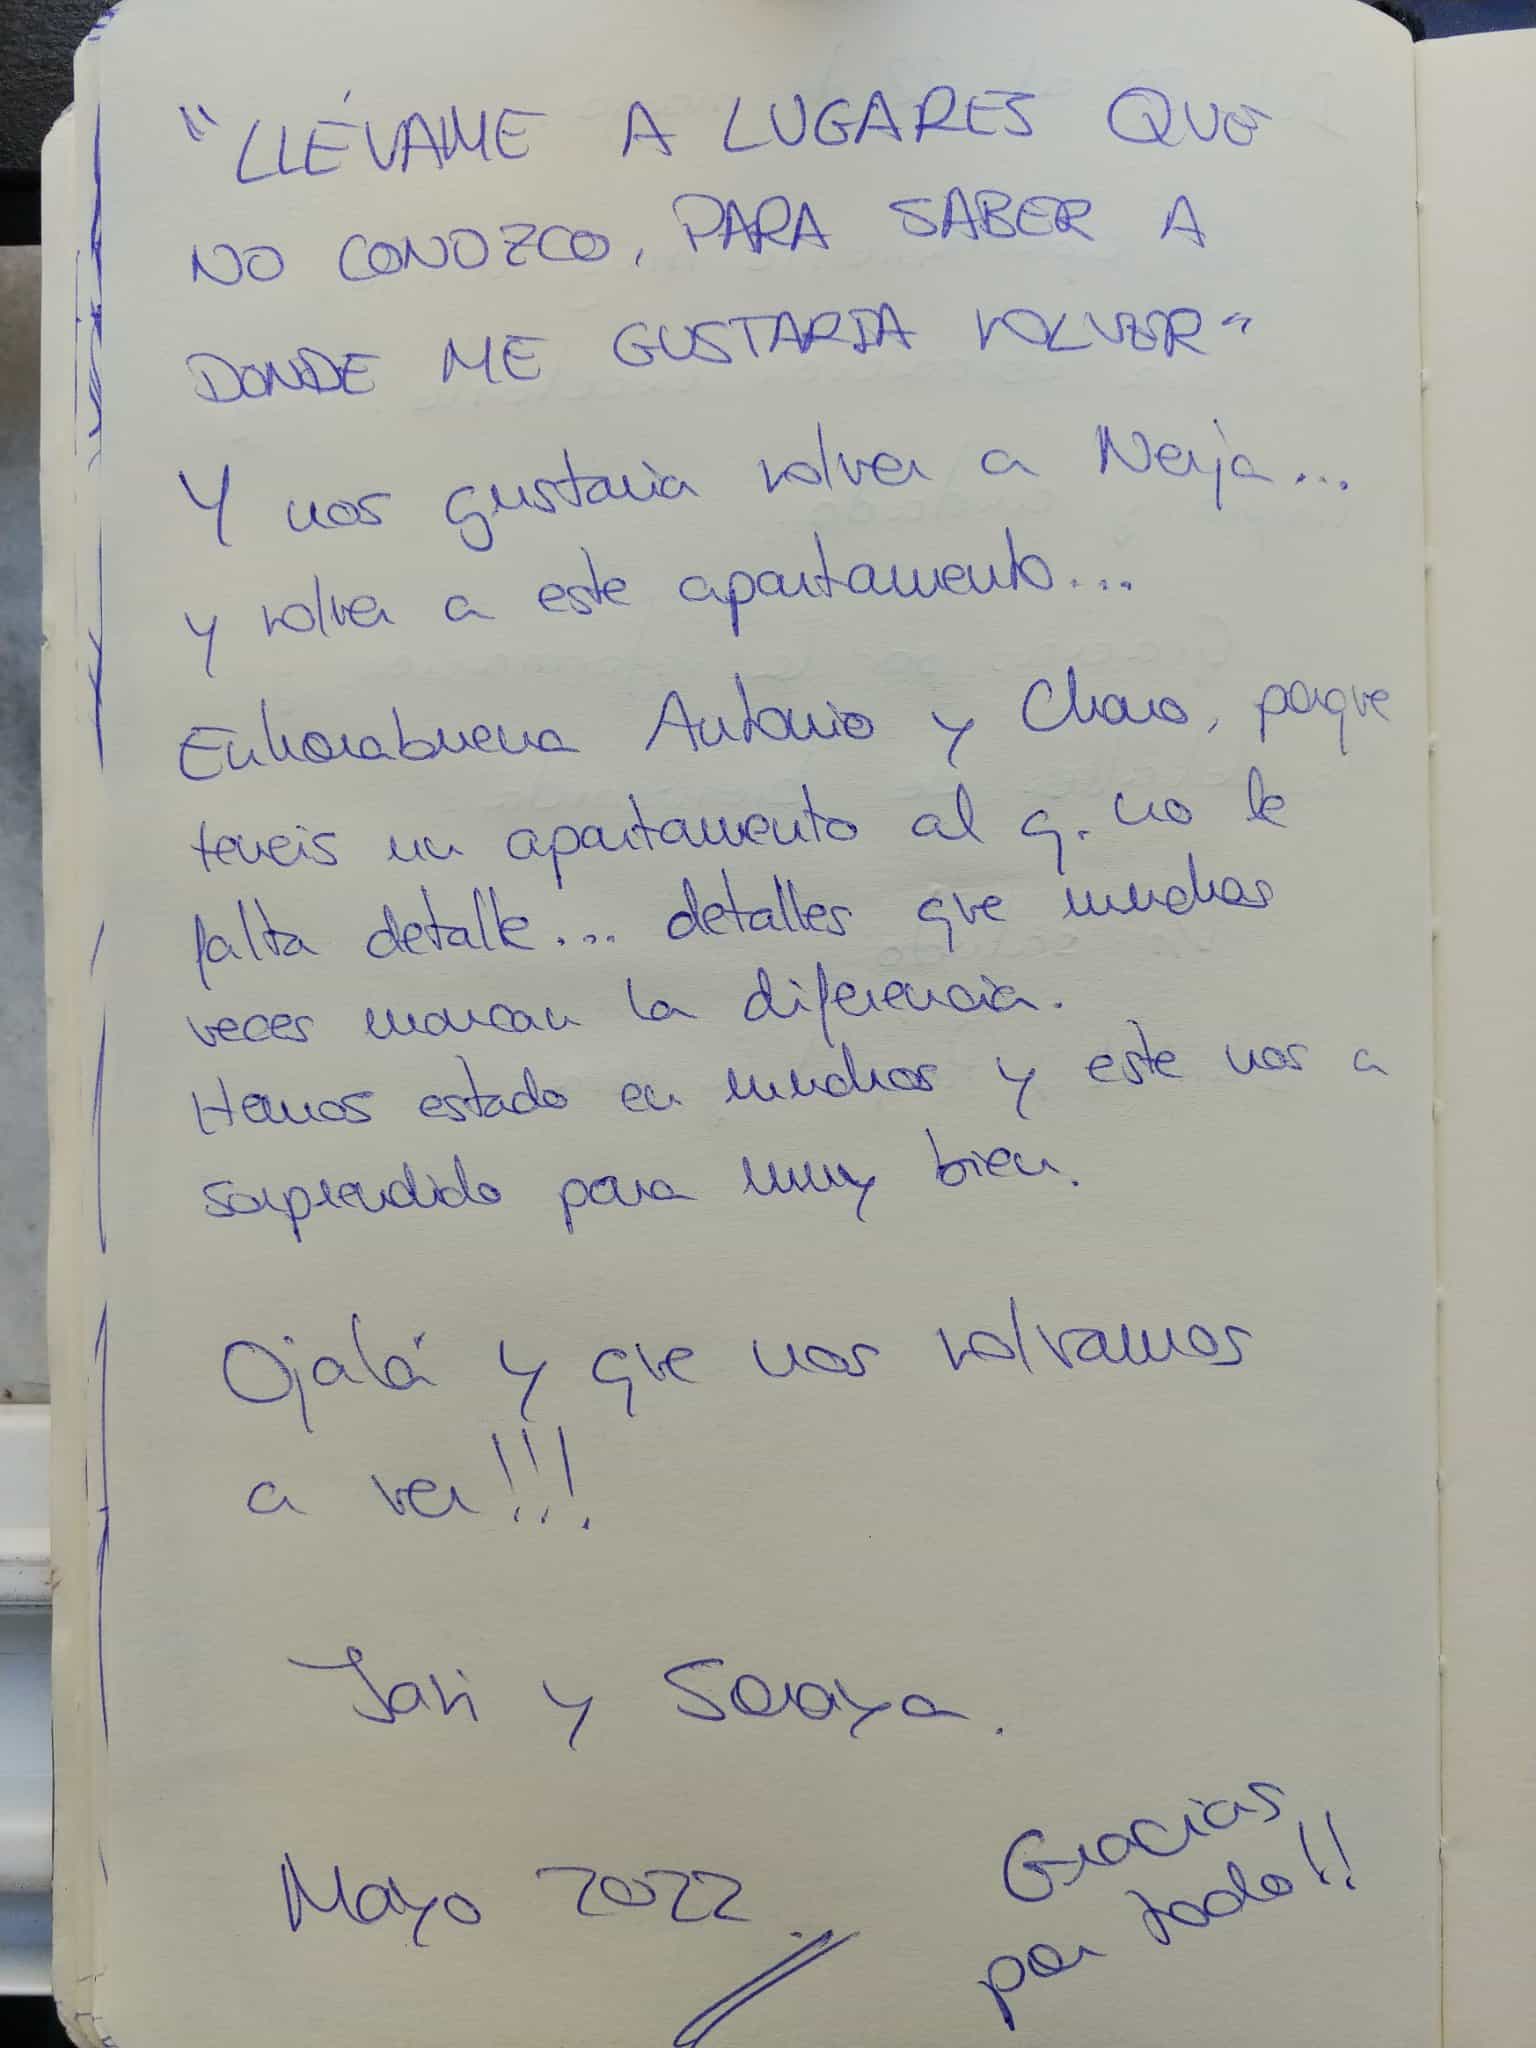 "LLÉVAME A LUGARES QUE
NO CONOZCO, PARA SABER A
DONDE ME GUSTARIA VOLVER"
Y nos gustaria volver a Nerja...
y volver a este apartamento...
Enhorabuena Antonio y Charo, porque
teneis un apartamento al q. no le
falta detalle... detalles que muchas
veces marcan la diferencia.
Hemos estado en muchos y este nos a
sorprendido para muy bien.
Ojalá y que nos volvamos
a ver!!!
Javi y Soraya.
Mayo 2022
Gracias
por todo!!